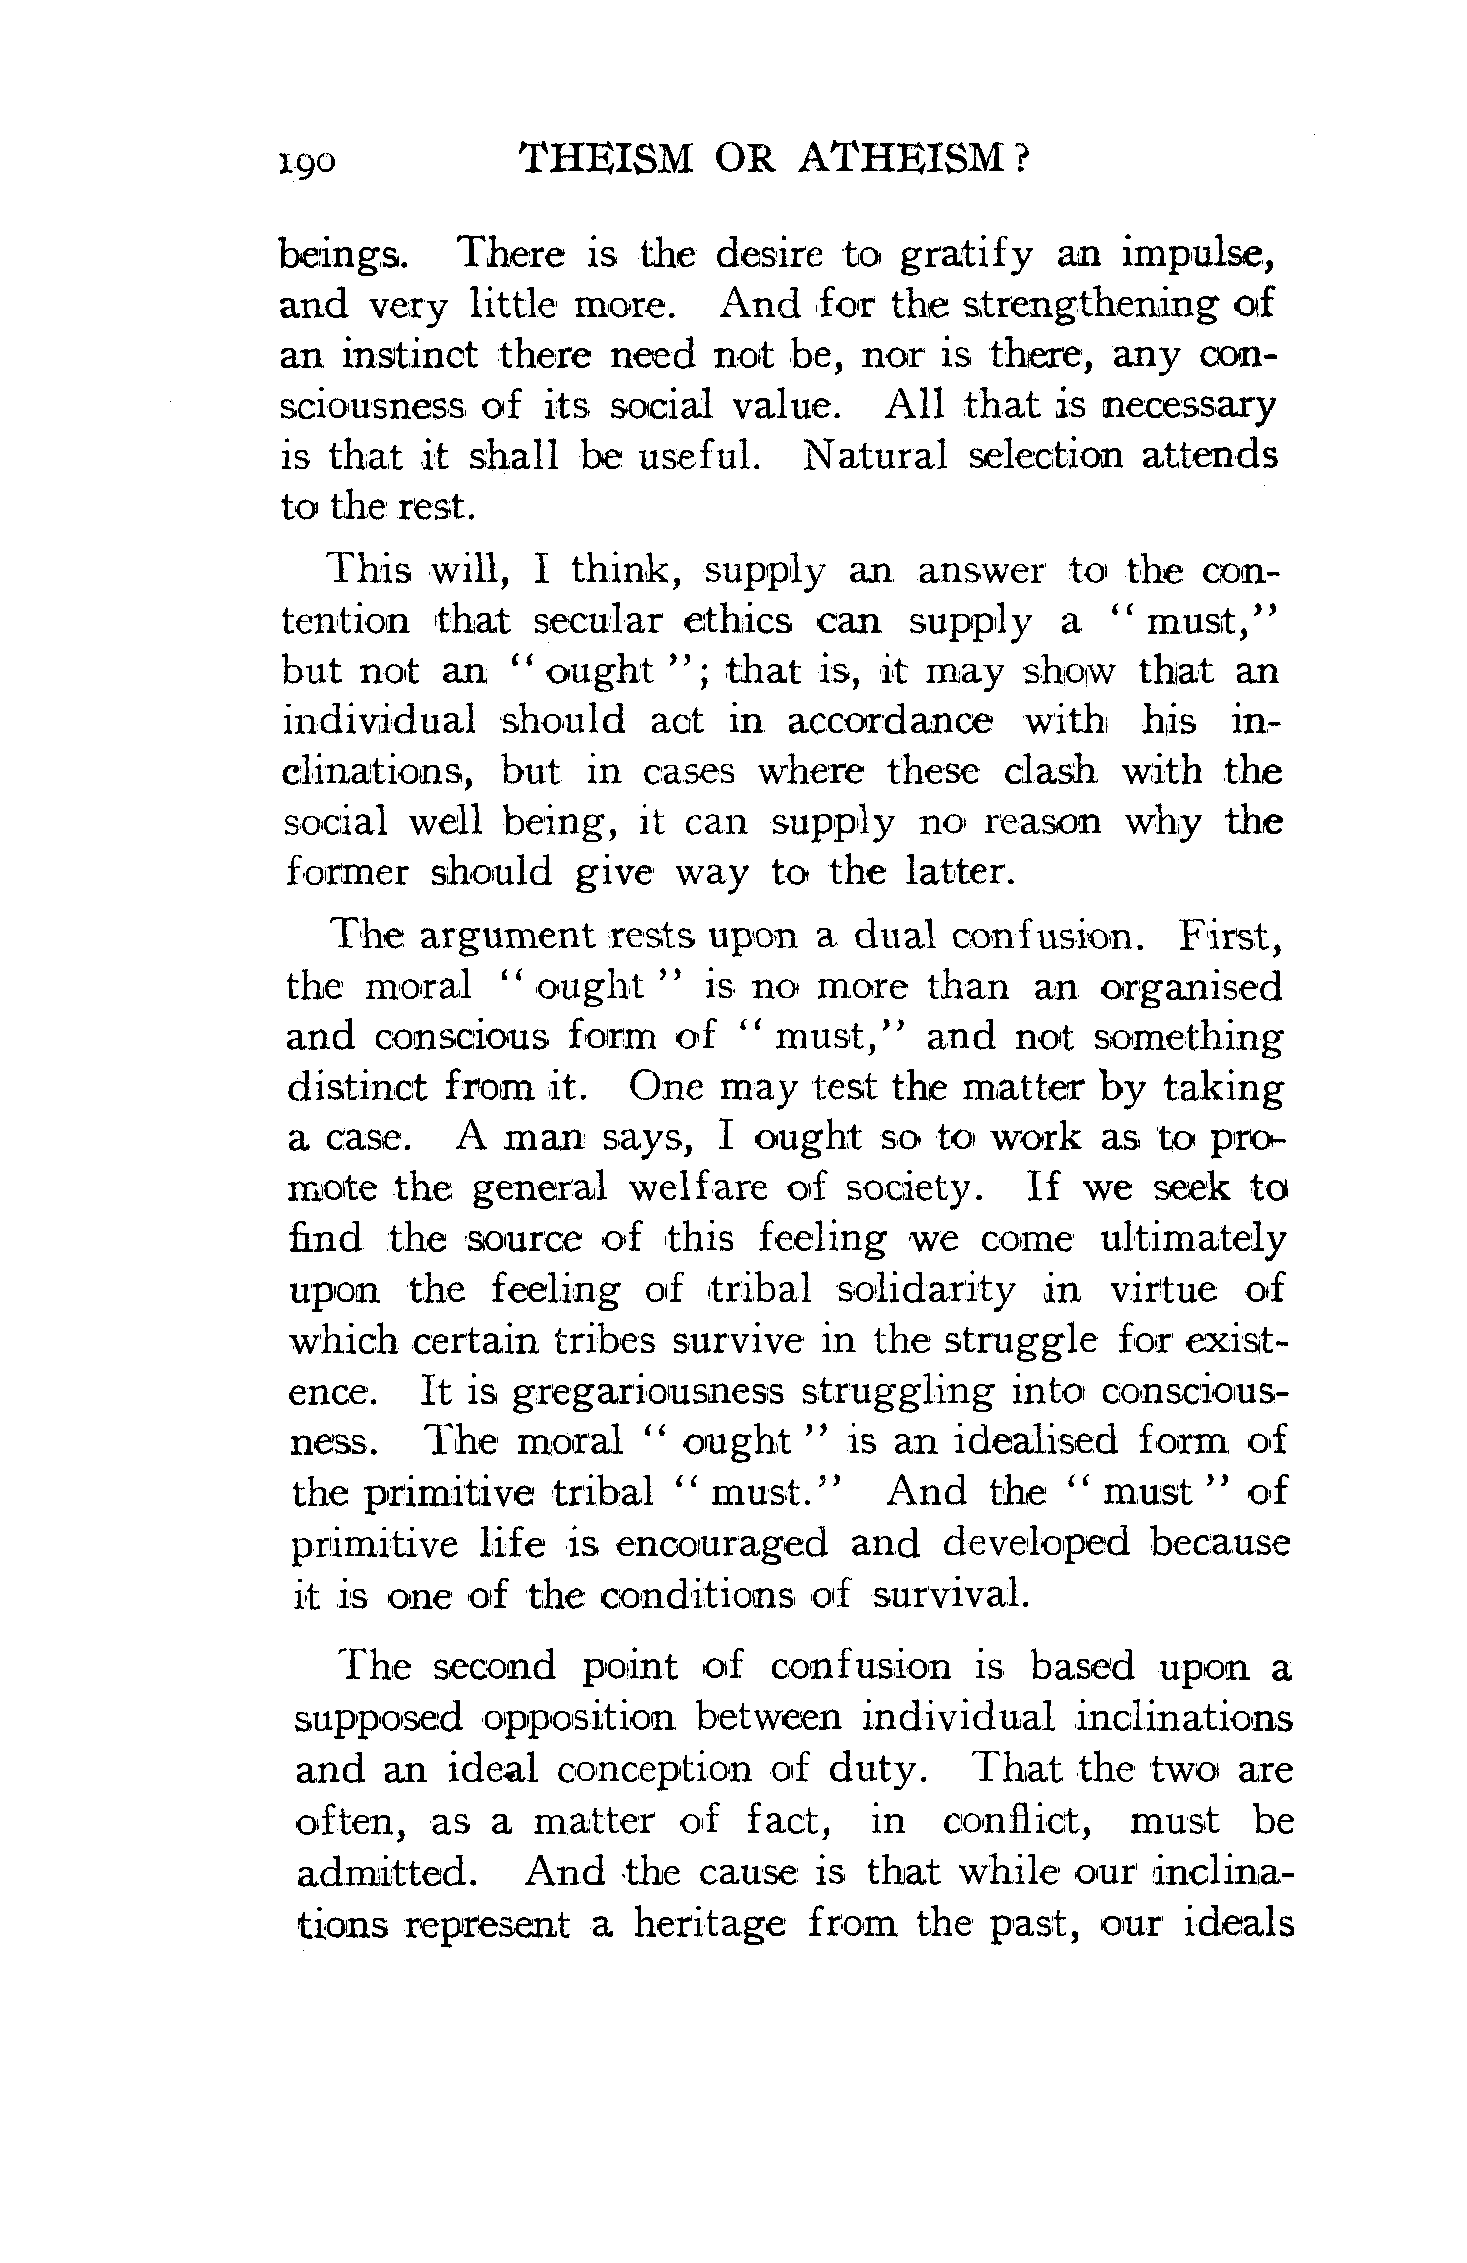 190 THEISM OR ATHEISM ?
beings. There is the desire to gratify an impulse,
and very little more. And for the strengthening of
an instinct there need not be, nor is there, any con-
sciousness of its social value. All that is necessary
is that it shall be useful. Natural selection attends
to the rest.
This will, I think, supply an answer to the con-
tention that secular ethics can supply a “ must,”
but not an “ ought ”; that is, it may show that an
individual should act in accordance with his in-
clinations, but in cases where these clash with the
social well being, it can supply no reason why the
former should give way to the latter.
The argument rests upon a dual confusion. First,
the moral “ ought ” is no more than an organised
and conscious form of “ must,” and not something
distinct from it. One may test the matter by taking
a case. A man says, I ought so to work as to pro-
mote the general welfare of society. If we seek to
find the source of this feeling we come ultimately
upon the feeling of tribal solidarity in virtue of
which certain tribes survive in the struggle for exist-
ence. It is gregariousness struggling into conscious-
ness. The moral “ ought ” is an idealised form of
the primitive tribal “ must.” And the “ must ” of
primitive life is encouraged and developed because
it is one of the conditions of survival.
The second point of confusion is based upon a
supposed opposition between individual inclinations
and an ideal conception of duty. That the two are
often, as a matter of fact, in conflict, must be
admitted. And the cause is that while our inclina-
tions represent a heritage from the past, our ideals